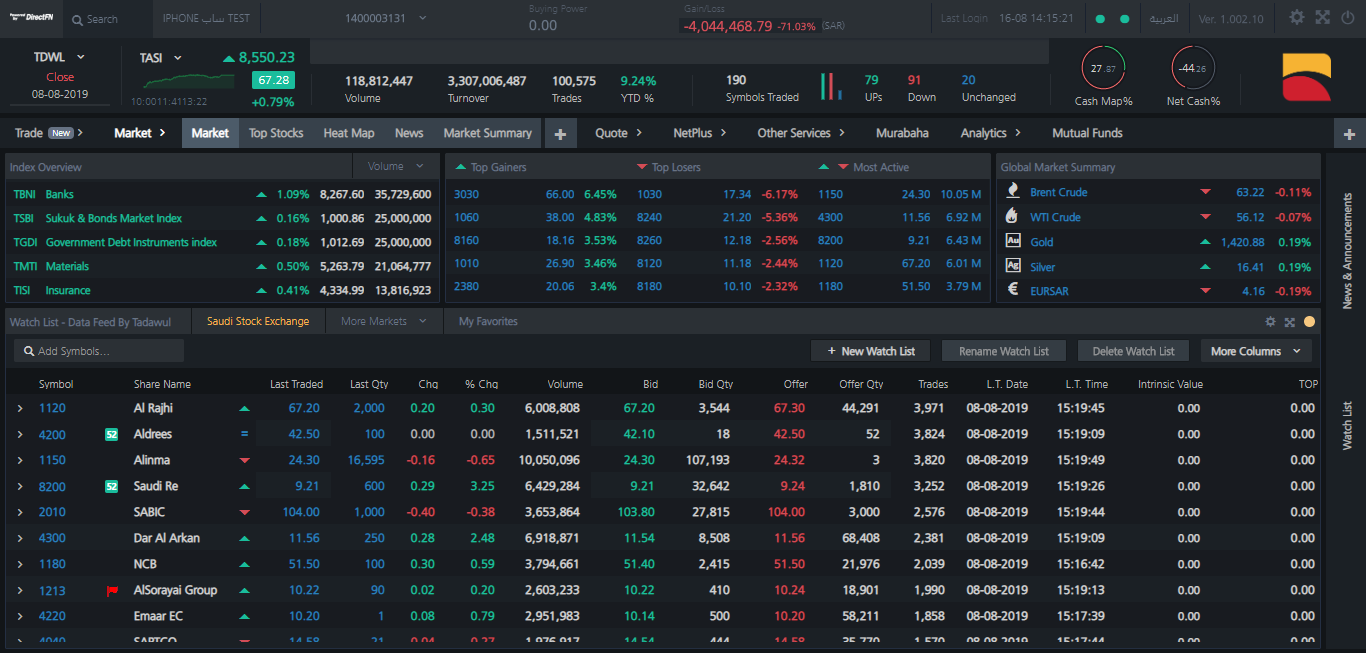 Powered by DirectFN Search IPHONE ساب TEST 1400003131 Buying Power 0.00 Gain/Loss -4,044,468.79 -71.03% (SAR) Last Login 16-08 14:15:21 العربية Ver. 1.002.10
TDWL TASI 8,550.23
Close 67.28
08-08-2019 10:00 11:41 13:22 +0.79%
118,812,447 3,307,006,487 100,575 9.24% 190 79 91 20
Volume Turnover Trades YTD % Symbols Traded UPs Down Unchanged
27.87 -44.26
Cash Map% Net Cash%
Trade New Market Market Top Stocks Heat Map News Market Summary + Quote NetPlus Other Services Murabaha Analytics Mutual Funds +
Index Overview Volume
TBNI Banks 1.09% 8,267.60 35,729,600
TSBI Sukuk & Bonds Market Index 0.16% 1,000.86 25,000,000
TGDI Government Debt Instruments index 0.18% 1,012.69 25,000,000
TMTI Materials 0.50% 5,263.79 21,064,777
TISI Insurance 0.41% 4,334.99 13,816,923
Top Gainers Top Losers Most Active
3030 66.00 6.45% 1030 17.34 -6.17% 1150 24.30 10.05 M
1060 38.00 4.83% 8240 21.20 -5.36% 4300 11.56 6.92 M
8160 18.16 3.53% 8260 12.18 -2.56% 8200 9.21 6.43 M
1010 26.90 3.46% 8120 11.18 -2.44% 1120 67.20 6.01 M
2380 20.06 3.4% 8180 10.10 -2.32% 1180 51.50 3.79 M
Global Market Summary
Brent Crude 63.22 -0.11%
WTI Crude 56.12 -0.07%
Au Gold 1,420.88 0.19%
Ag Silver 16.41 0.19%
€ EURSAR 4.16 -0.19%
News & Announcements
Watch List
Watch List - Data Feed By Tadawul Saudi Stock Exchange More Markets My Favorites
Add Symbols... + New Watch List Rename Watch List Delete Watch List More Columns
Symbol Share Name Last Traded Last Qty Chg % Chg Volume Bid Bid Qty Offer Offer Qty Trades L.T. Date L.T. Time Intrinsic Value TOP
1120 Al Rajhi 67.20 2,000 0.20 0.30 6,008,808 67.20 3,544 67.30 44,291 3,971 08-08-2019 15:19:45 0.00 0.00
4200 52 Aldrees = 42.50 100 0.00 0.00 1,511,521 42.10 18 42.50 52 3,824 08-08-2019 15:19:09 0.00 0.00
1150 Alinma 24.30 16,595 -0.16 -0.65 10,050,096 24.30 107,193 24.32 3 3,820 08-08-2019 15:19:49 0.00 0.00
8200 52 Saudi Re 9.21 600 0.29 3.25 6,429,284 9.21 32,642 9.24 1,810 3,252 08-08-2019 15:19:26 0.00 0.00
2010 SABIC 104.00 1,000 -0.40 -0.38 3,653,864 103.80 27,815 104.00 3,000 2,576 08-08-2019 15:19:44 0.00 0.00
4300 Dar Al Arkan 11.56 250 0.28 2.48 6,918,871 11.54 8,508 11.56 68,408 2,381 08-08-2019 15:19:09 0.00 0.00
1180 NCB 51.50 100 0.30 0.59 3,794,661 51.40 2,415 51.50 21,976 2,039 08-08-2019 15:16:42 0.00 0.00
1213 AlSorayai Group 10.22 90 0.02 0.20 2,603,233 10.22 410 10.24 18,901 1,990 08-08-2019 15:19:13 0.00 0.00
4220 Emaar EC 10.20 1 0.08 0.79 2,951,983 10.14 500 10.20 58,211 1,858 08-08-2019 15:17:39 0.00 0.00